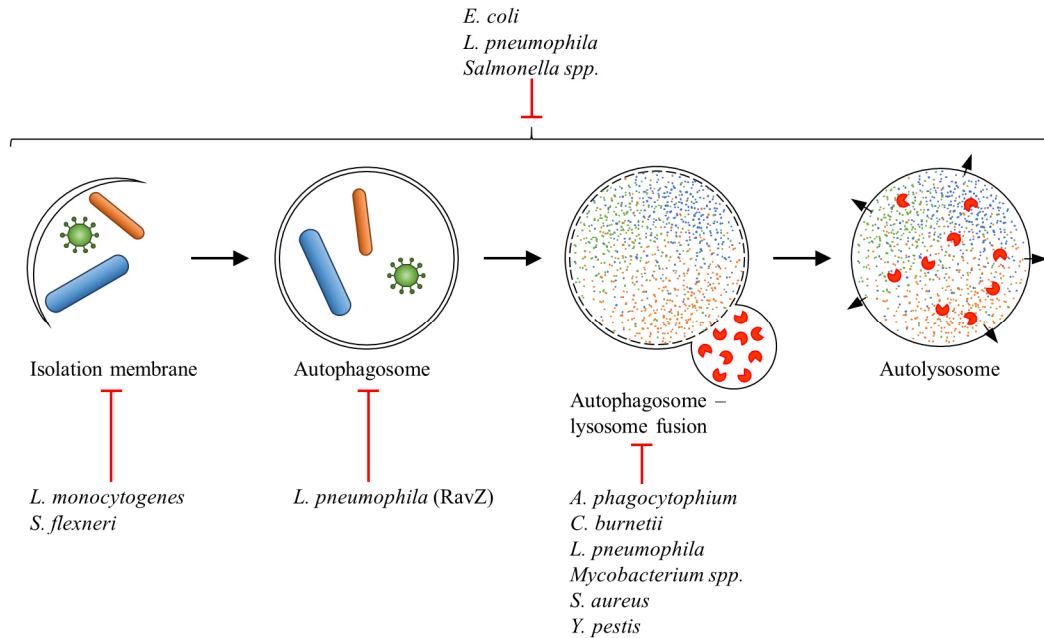 E. coli
L. pneumophila
Salmonella spp.
Isolation membrane
Autophagosome
Autophagosome –
lysosome fusion
Autolysosome
L. monocytogenes
S. flexneri
L. pneumophila (RavZ)
A. phagocytophium
C. burnetii
L. pneumophila
Mycobacterium spp.
S. aureus
Y. pestis